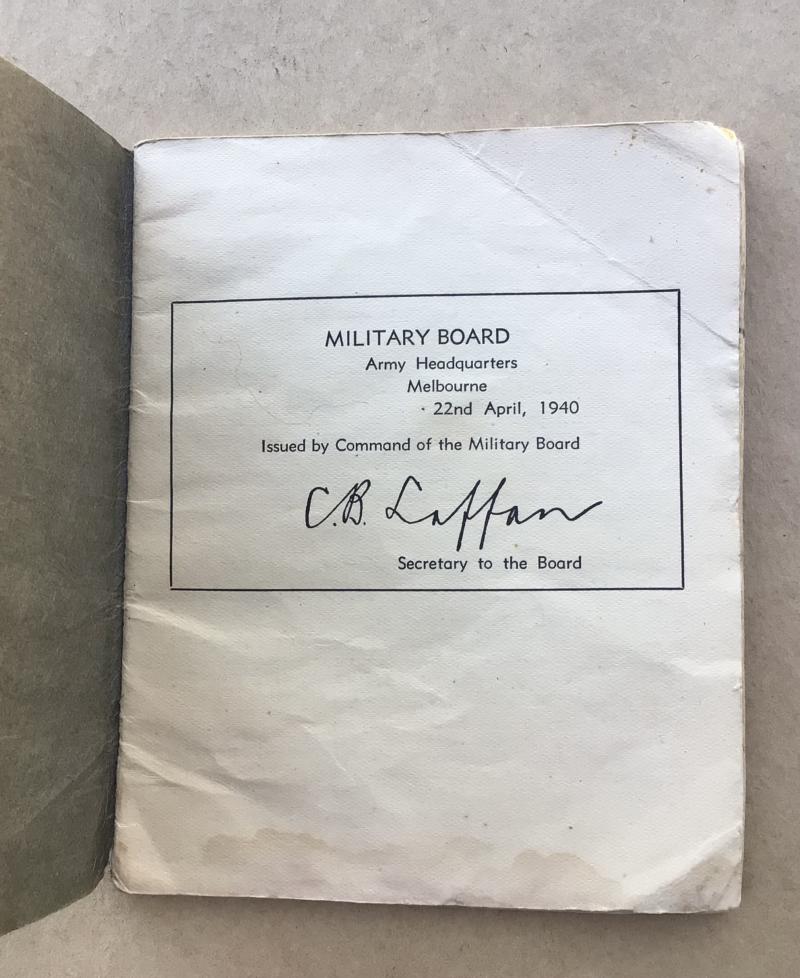 MILITARY BOARD
Army Headquarters
Melbourne
22nd April, 1940
Issued by Command of the Military Board
C.B. Laffan
Secretary to the Board